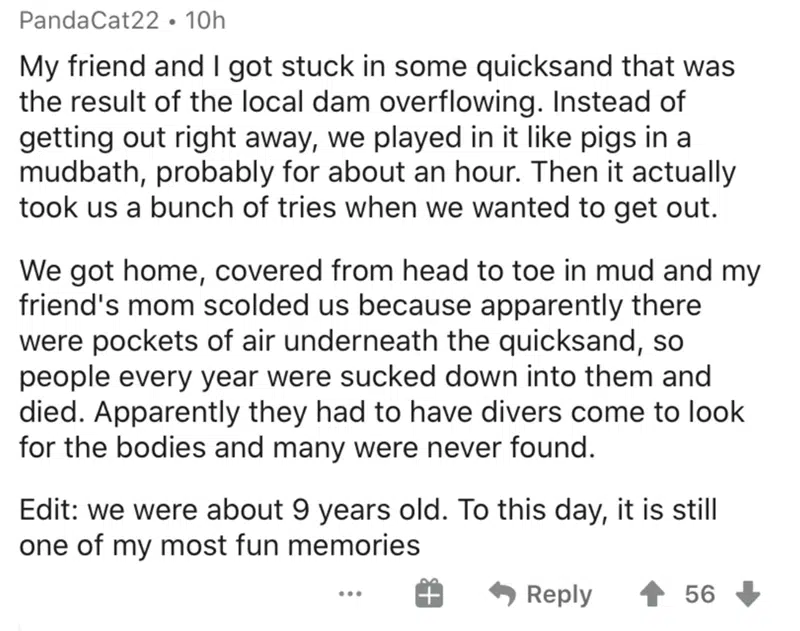 PandaCat22 • 10h
My friend and I got stuck in some quicksand that was
the result of the local dam overflowing. Instead of
getting out right away, we played in it like pigs in a
mudbath, probably for about an hour. Then it actually
took us a bunch of tries when we wanted to get out.
We got home, covered from head to toe in mud and my
friend's mom scolded us because apparently there
were pockets of air underneath the quicksand, so
people every year were sucked down into them and
died. Apparently they had to have divers come to look
for the bodies and many were never found.
Edit: we were about 9 years old. To this day, it is still
one of my most fun memories
... Reply 56